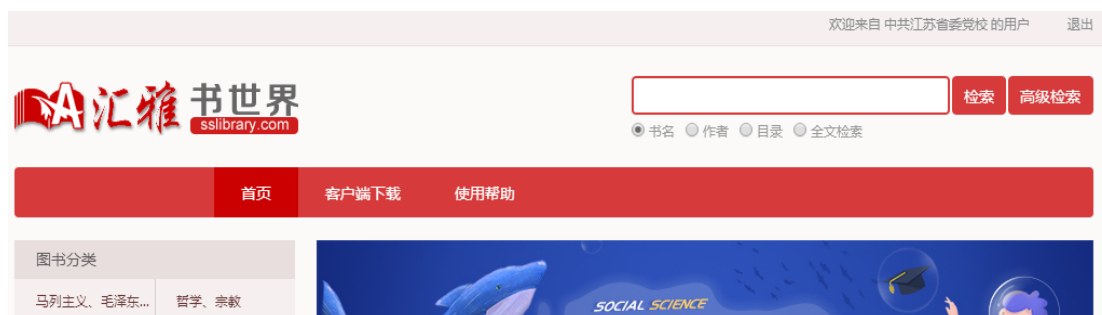 欢迎来自 中共江苏省委党校 的用户 退出
汇雅 书世界
sslibrary.com
检索 高级检索
书名 作者 目录 全文检索
首页 客户端下载 使用帮助
图书分类
马列主义、毛泽东... 哲学、宗教
SOCIAL SCIENCE